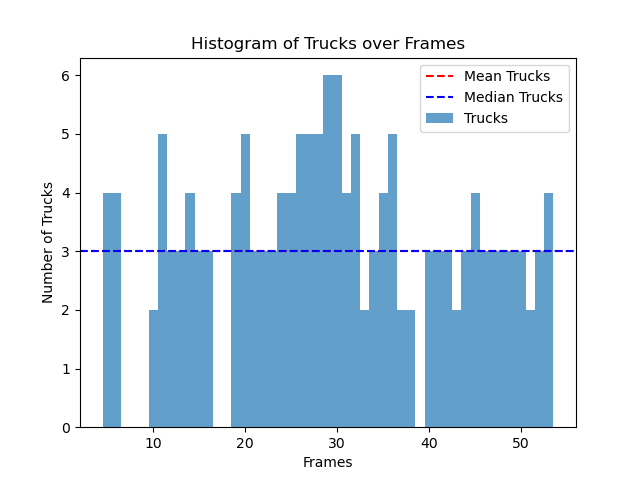 Histogram of Trucks over Frames
Mean Trucks
Median Trucks
Trucks
6
5
4
3
2
1
0
Number of Trucks
10 20 30 40 50
Frames